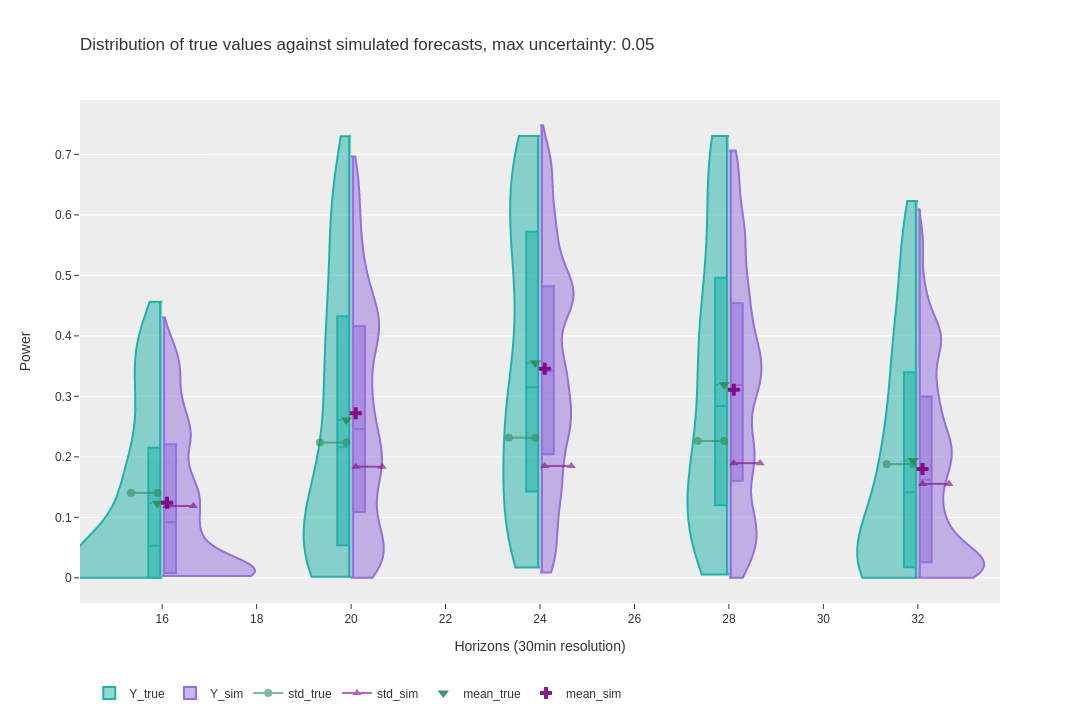 Distribution of true values against simulated forecasts, max uncertainty: 0.05
0.7
0.6
0.5
0.4
0.3
0.2
0.1
0
Power
16 18 20 22 24 26 28 30 32
Horizons (30min resolution)
Y_true Y_sim std_true std_sim mean_true mean_sim